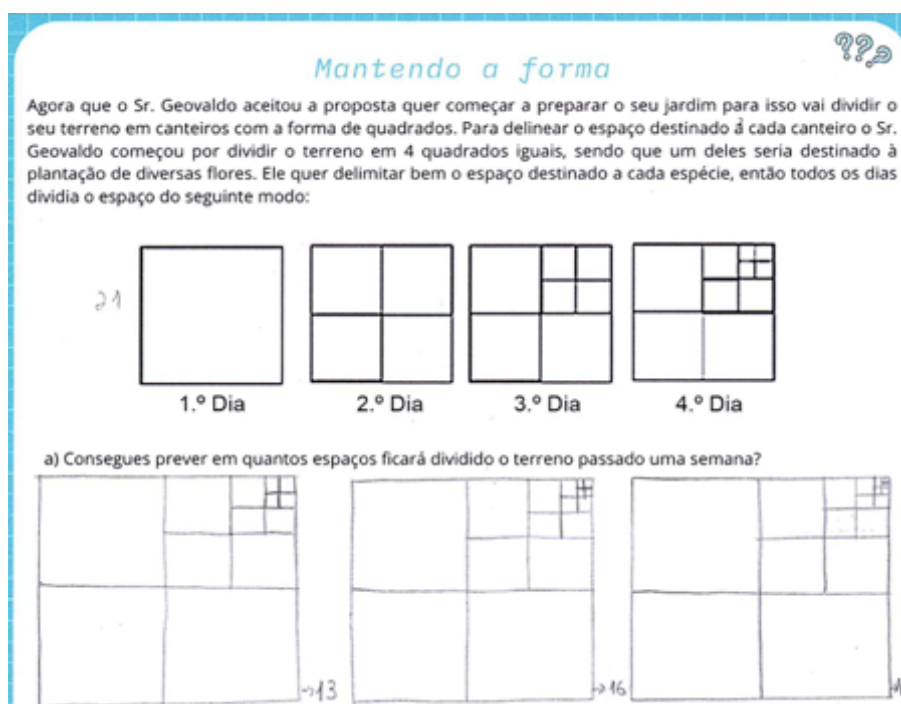 ???
Mantendo a forma
Agora que o Sr. Geovaldo aceitou a proposta quer começar a preparar o seu jardim para isso vai dividir o
seu terreno em canteiros com a forma de quadrados. Para delinear o espaço destinado à cada canteiro o Sr.
Geovaldo começou por dividir o terreno em 4 quadrados iguais, sendo que um deles seria destinado à
plantação de diversas flores. Ele quer delimitar bem o espaço destinado a cada espécie, então todos os dias
dividia o espaço do seguinte modo:
1.º Dia 2.º Dia 3.º Dia 4.º Dia
a) Consegues prever em quantos espaços ficará dividido o terreno passado uma semana?
→13 →16